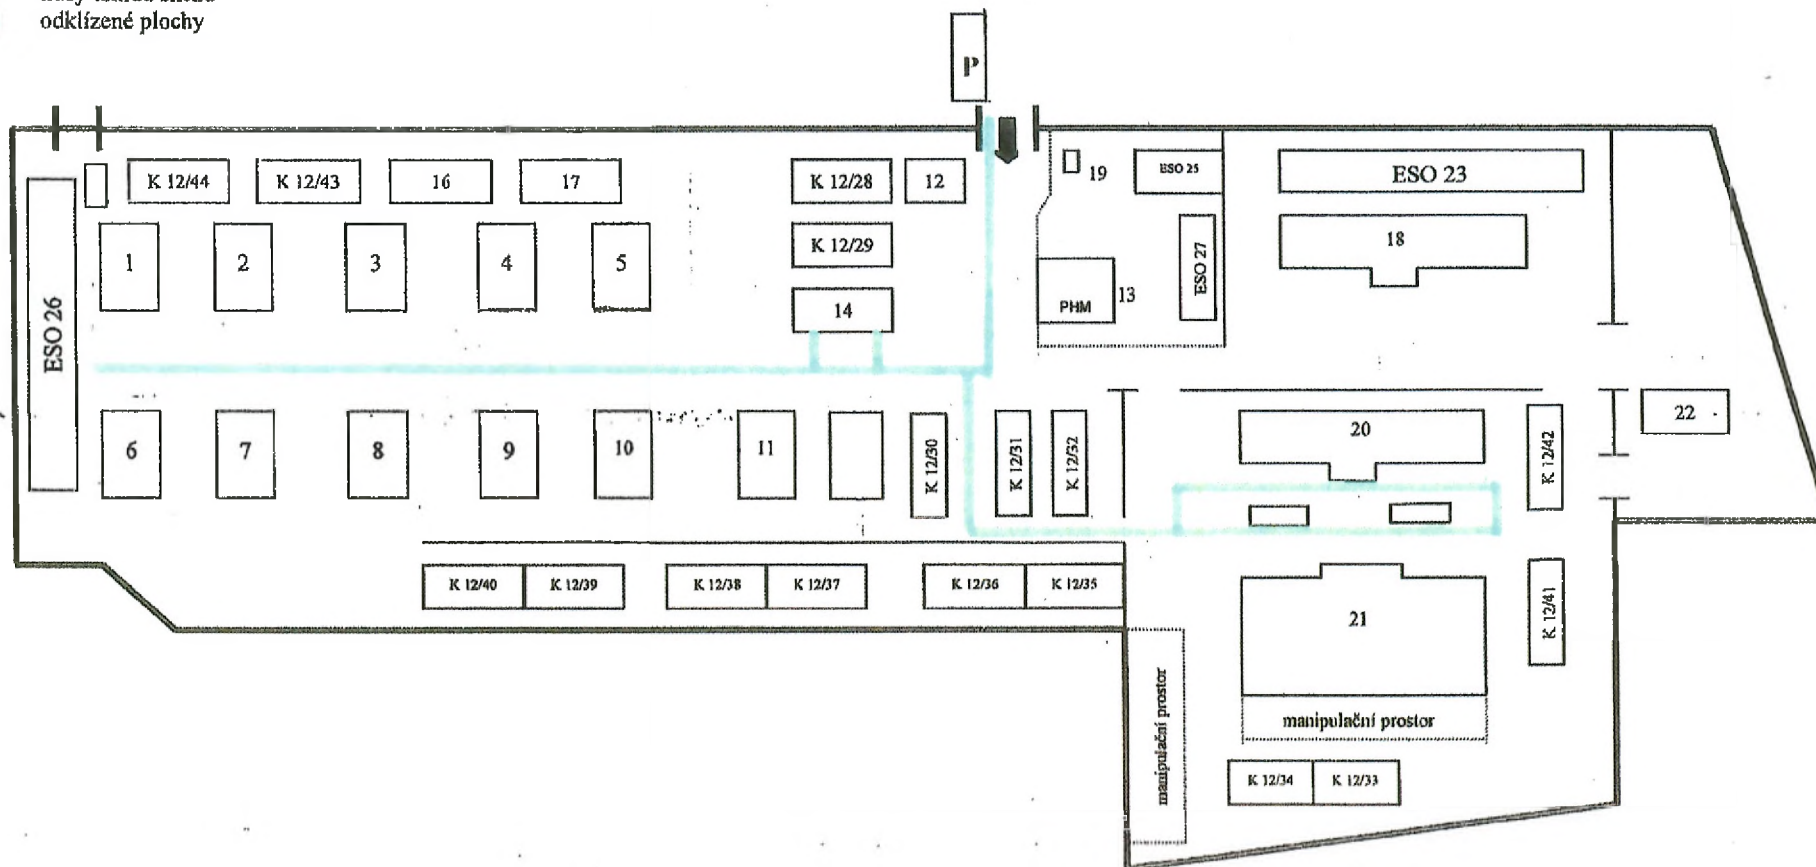 odklízené plochy
P
K 12/44
K 12/43
16
17
K 12/28
12
19
ESO 25
ESO 23
K 12/29
18
ESO 27
1
2
3
4
5
14
13
PHM
ESO 26
22
20
K 12/42
6
7
8
9
10
11
K 12/30
K 12/31
K 12/32
K 12/40
K 12/39
K 12/38
K 12/37
K 12/36
K 12/35
K 12/41
21
manipulační prostor
manipulační prostor
K 12/34
K 12/33